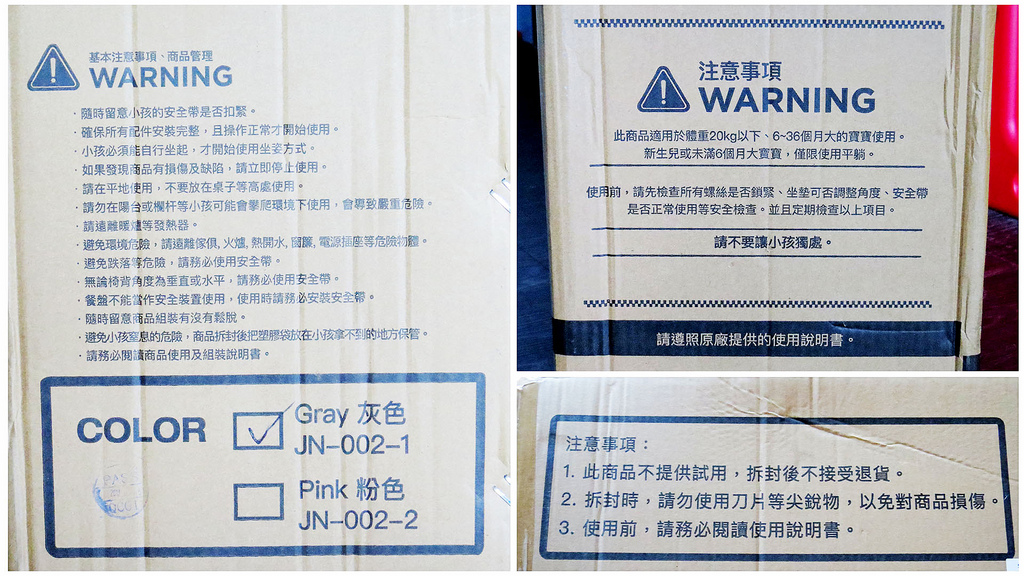 基本注意事項、商品管理
WARNING
·隨時留意小孩的安全帶是否扣緊。
·確保所有配件安裝完整，且操作正常才開始使用。
·小孩必須能自行坐起，才開始使用坐姿方式。
·如果發現商品有損傷及缺陷，請立即停止使用。
·請在平地使用，不要放在桌子等高處使用。
·請勿在陽台或欄杆等小孩可能會攀爬環境下使用，會導致嚴重危險。
·請遠離暖爐等發熱器。
·避免環境危險，請遠離傢俱, 火爐, 熱開水, 窗簾, 電源插座等危險物體。
·避免跌落等危險，請務必使用安全帶。
·無論椅背角度為垂直或水平，請務必使用安全帶。
·餐盤不能當作安全裝置使用，使用時請務必安裝安全帶。
·隨時留意商品組裝有沒有鬆脫。
·避免小孩窒息的危險，商品拆封後把塑膠袋放在小孩拿不到的地方保管。
·請務必閱讀商品使用及組裝說明書。
COLOR
Gray 灰色
JN-002-1
Pink 粉色
JN-002-2
注意事項
WARNING
此商品適用於體重20kg以下、6~36個月大的寶寶使用。
新生兒或未滿6個月大寶寶，僅限使用平躺。
使用前，請先檢查所有螺絲是否鎖緊、坐墊可否調整角度、安全帶
是否正常使用等安全檢查。並且定期檢查以上項目。
請不要讓小孩獨處。
請遵照原廠提供的使用說明書。
注意事項：
1. 此商品不提供試用，拆封後不接受退貨。
2. 拆封時，請勿使用刀片等尖銳物，以免對商品損傷。
3. 使用前，請務必閱讀使用說明書。